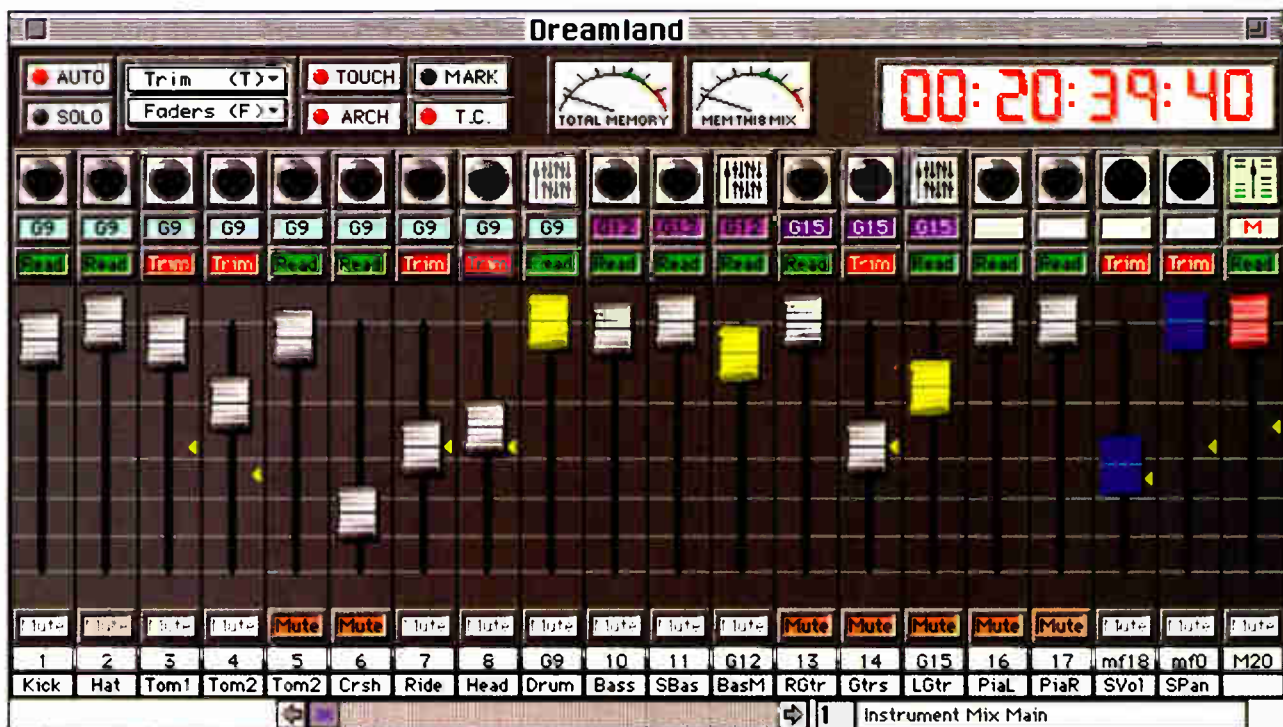 Dreamland
AUTO Trim (T) TOUCH MARK
SOLO Faders (F) ARCH T.C.
TOTAL MEMORY MEM THIS MIX
00:20:39:40
G9 G9 G9 G9 G9 G9 G9 G9 G9 G12 G12 G12 G15 G15 G15 M
Read Read Trim Trim Read Read Trim Trim Read Read Read Read Read Trim Read Read Read Trim Trim Read
Mute Mute Mute Mute Mute Mute Mute Mute Mute Mute Mute Mute Mute Mute Mute Mute Mute Mute Mute Mute
1 2 3 4 5 6 7 8 G9 10 11 G12 13 14 G15 16 17 mf18 mf0 M20
Kick Hat Tom1 Tom2 Tom2 Crsh Ride Head Drum Bass SBas BasM RGtr Gtrs LGtr PiaL PiaR SVol SPan
1 Instrument Mix Main